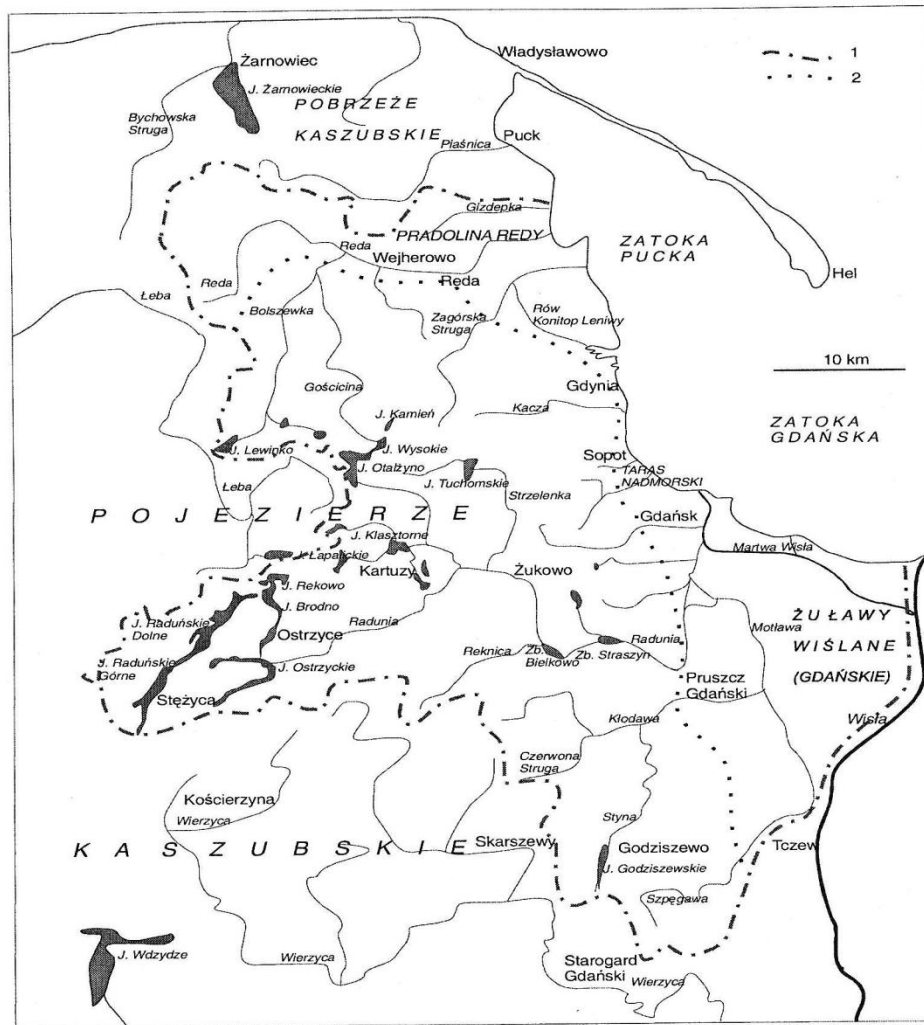 Władysławowo
1
2
Żarnowiec
J. Żarnowieckie
POBRZEŻE
KASZUBSKIE
Bychowska
Struga
Puck
Piaśnica
Gizdepka
PRADOLINA REDY
ZATOKA
PUCKA
Reda
Wejherowo
Hel
Łeba
Reda
Reda
Bolszewka
Zagórska
Struga
Rów
Konitop Leniwy
10 km
Gościcina
Gdynia
Kacza
J. Kamień
ZATOKA
GDAŃSKA
J. Wysokie
J. Lewinko
Sopot
J. Otalżyno
TARAS
NADMORSKI
J. Tuchomskie
Łeba
Strzelenka
POJEZIERZE
Gdańsk
J. Klasztorne
Martwa Wisła
J. Łapalickie
Kartuzy
Żukowo
J. Rekowo
J. Brodno
ŻUŁAWY
J. Raduńskie
Dolne
Radunia
Motława
Ostrzyce
Radunia
WIŚLANE
Reknica
Zb.
Bielkowo
Zb. Straszyn
J. Raduńskie
Górne
J. Ostrzyckie
(GDAŃSKIE)
Pruszcz
Gdański
Stężyca
Kłodawa
Wisła
Czerwona
Struga
Kościerzyna
Wierzyca
Styna
KASZUBSKIE
Skarszewy
Godziszewo
Tczew
J. Godziszewskie
Szpęgawa
J. Wdzydze
Wierzyca
Starogard
Gdański
Wierzyca